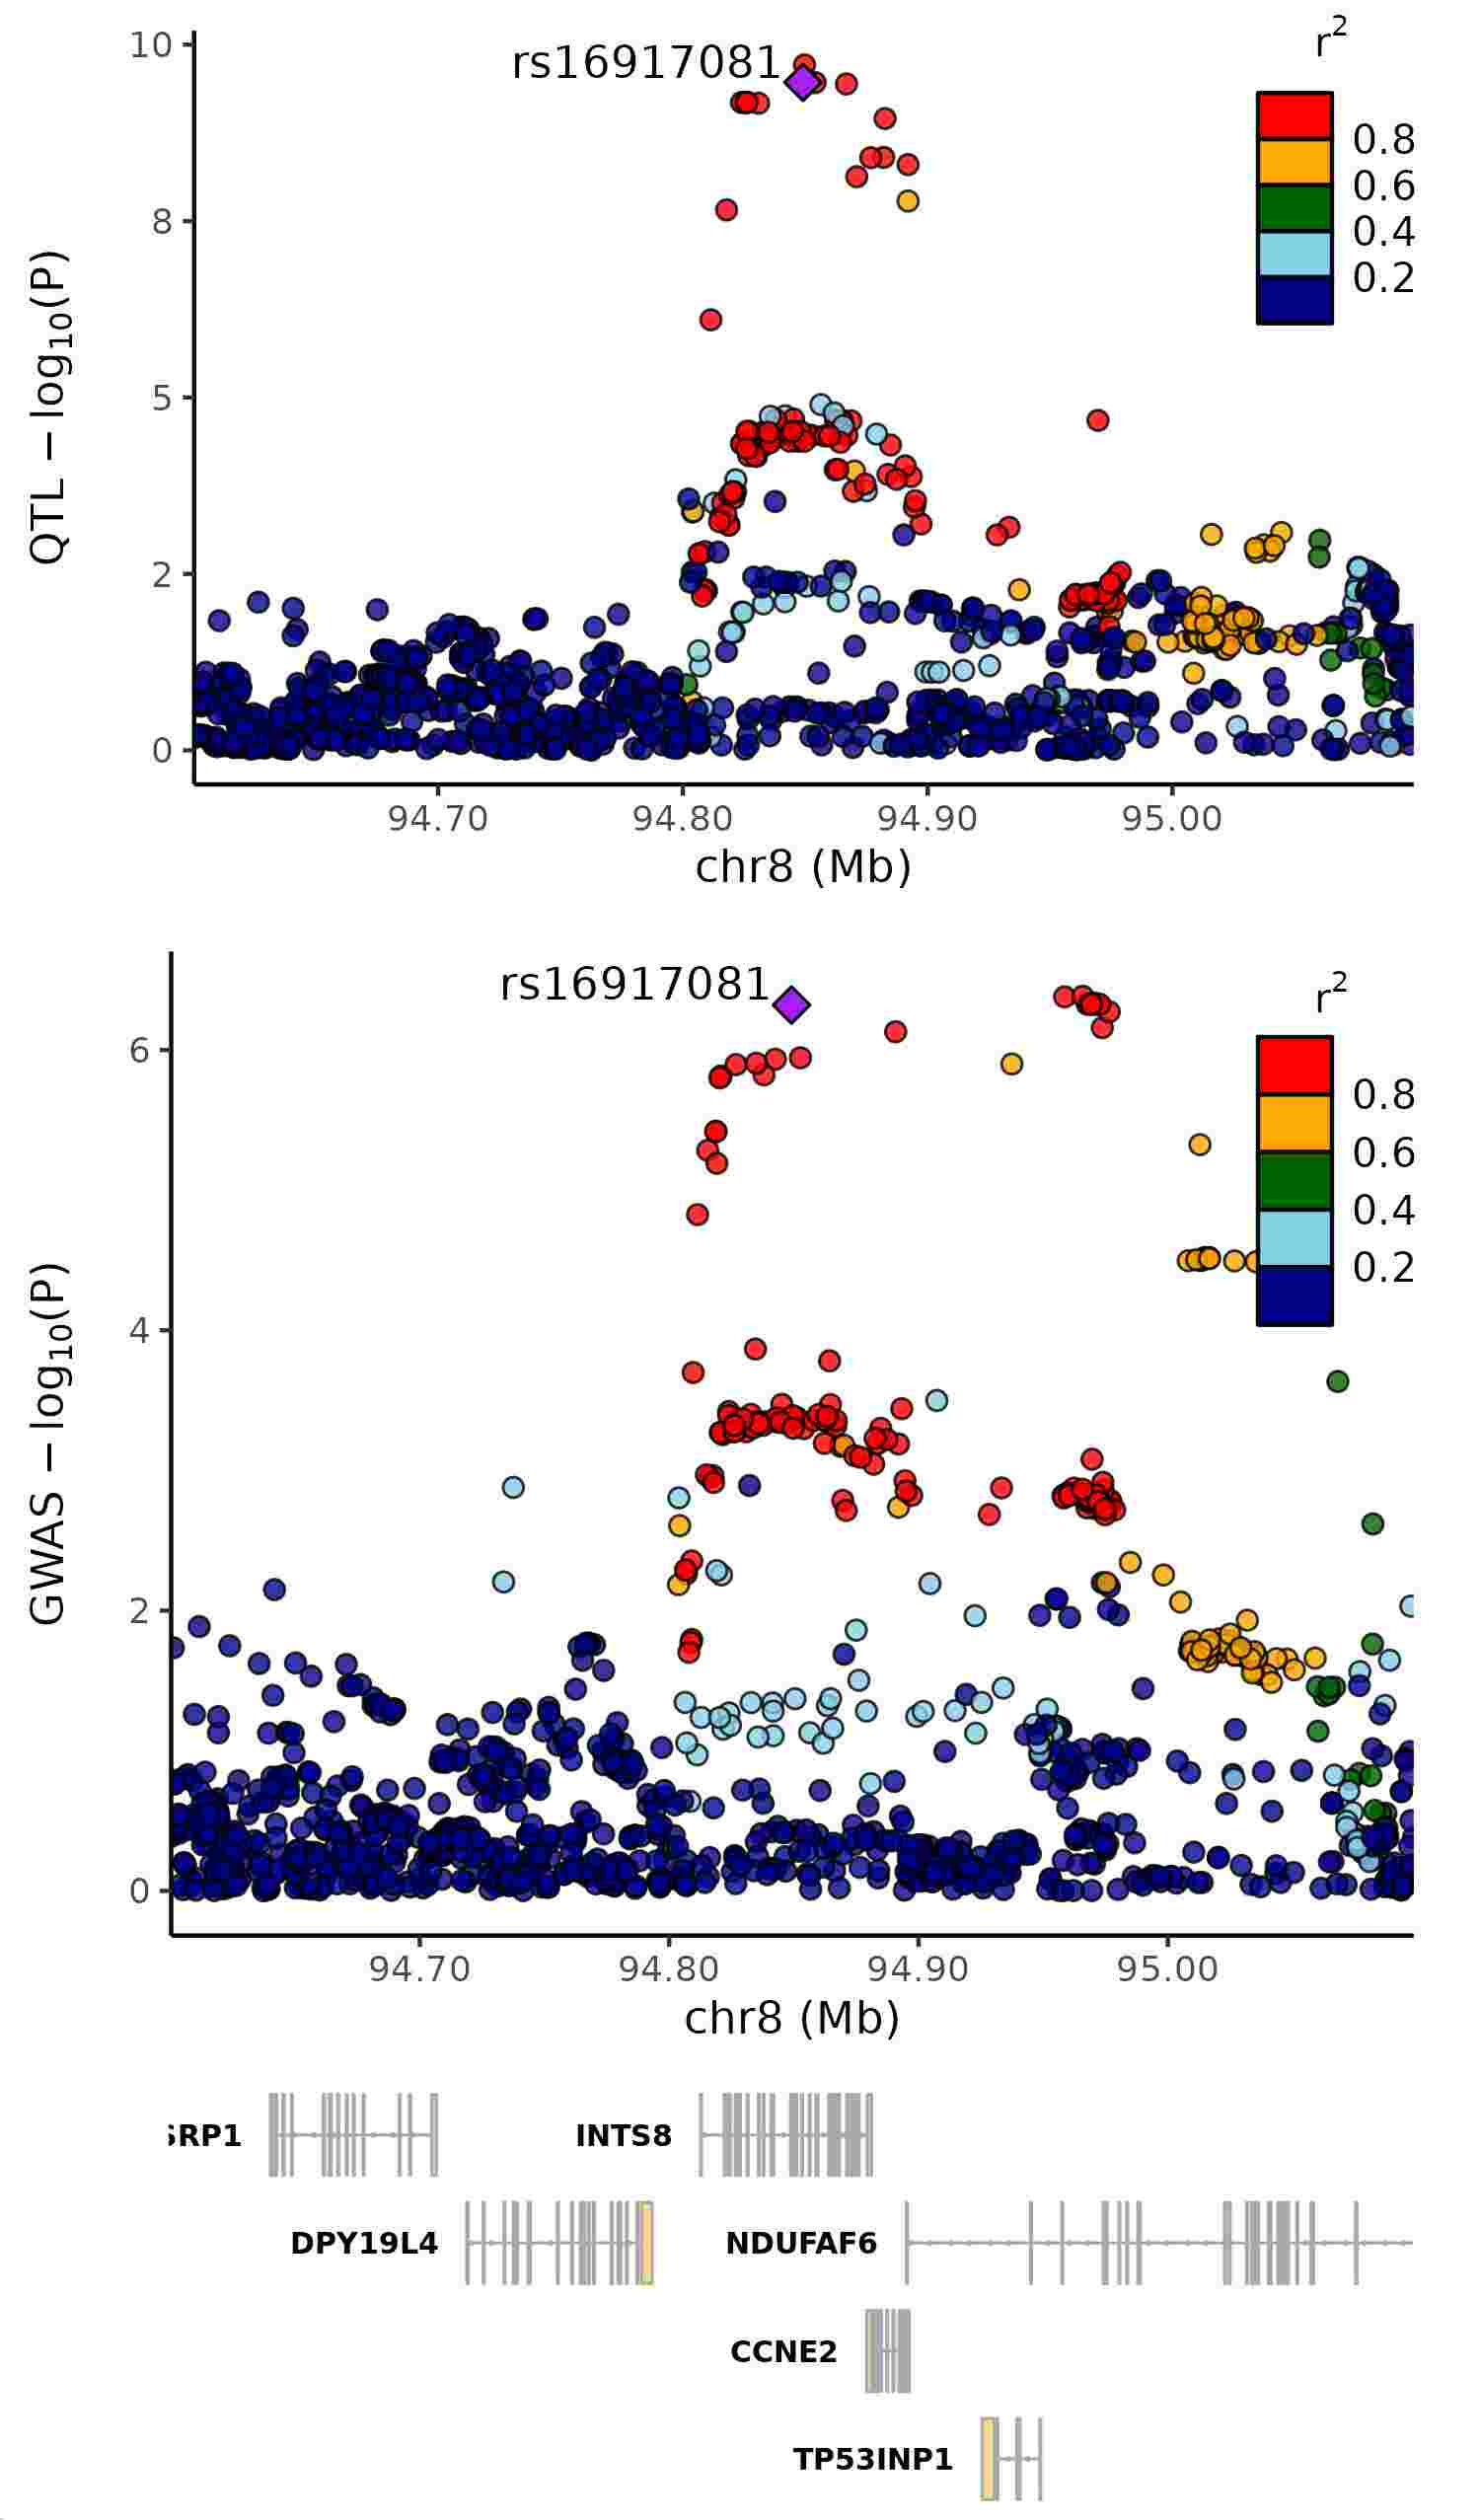 rs16917081
r2
10
8
5
2
0
0.8
0.6
0.4
0.2
QTL − log10(P)
94.70 94.80 94.90 95.00
chr8 (Mb)
rs16917081
r2
6
4
2
0
0.8
0.6
0.4
0.2
GWAS − log10(P)
94.70 94.80 94.90 95.00
chr8 (Mb)
SRP1 INTS8
DPY19L4 NDUFAF6
CCNE2
TP53INP1